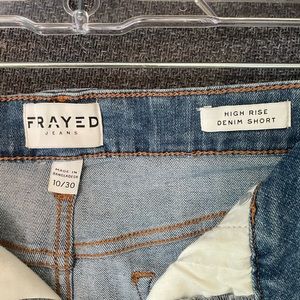 FRAYED
JEANS
HIGH RISE
DENIM SHORT
MADE IN
BANGLADESH
10/30